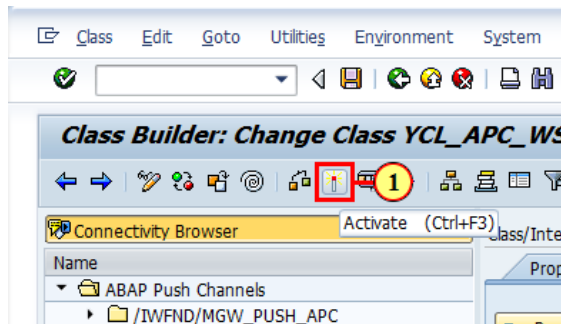 Class Edit Goto Utilities Environment System
Class Builder: Change Class YCL_APC_WS
1
Activate (Ctrl+F3)
Connectivity Browser
Class/Inte
Name
Prop
ABAP Push Channels
/IWFND/MGW_PUSH_APC